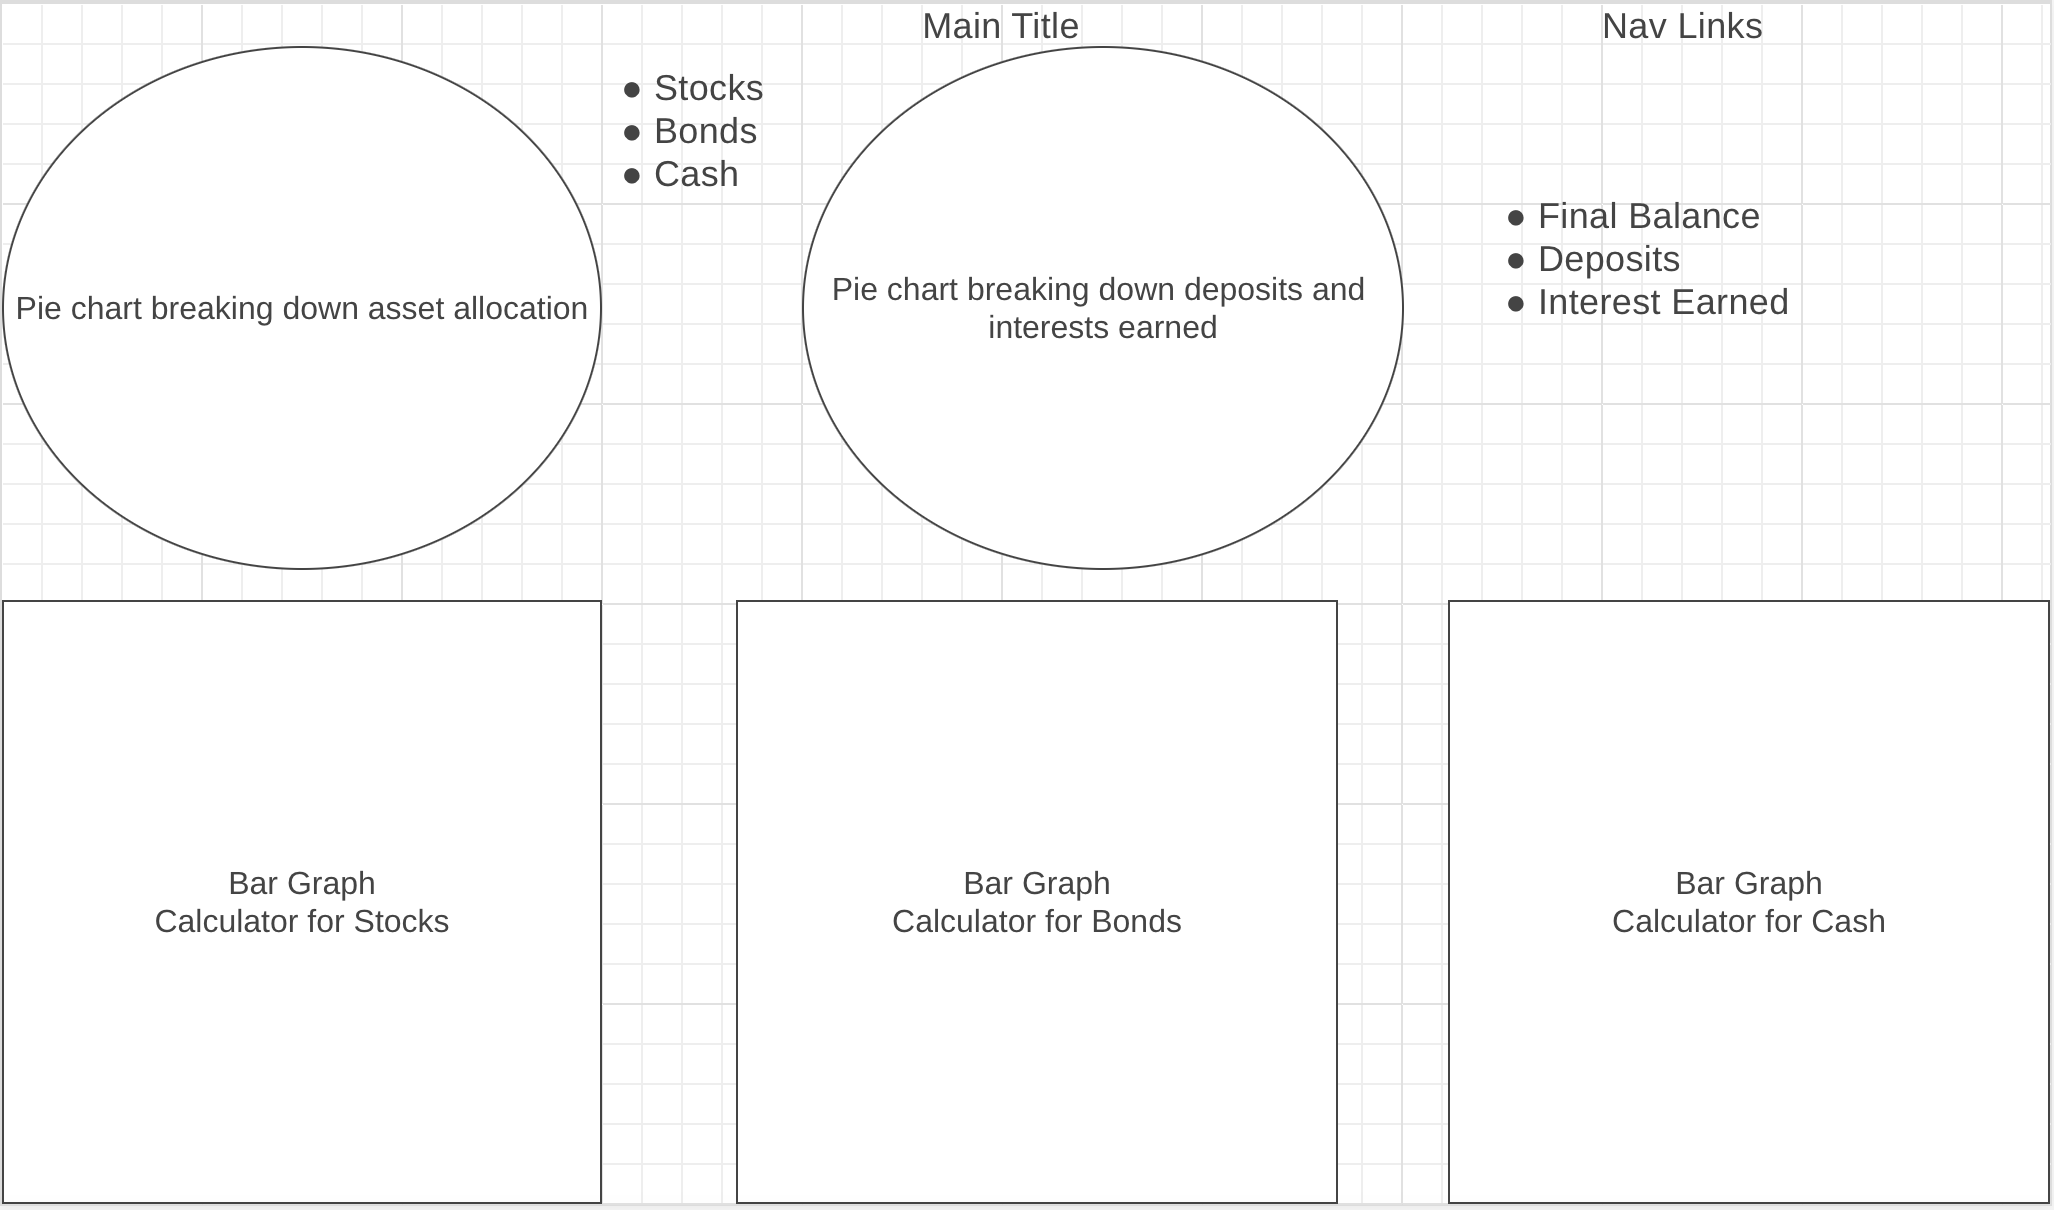 Main Title
Nav Links
● Stocks
● Bonds
● Cash
Pie chart breaking down asset allocation
Pie chart breaking down deposits and
interests earned
● Final Balance
● Deposits
● Interest Earned
Bar Graph
Calculator for Stocks
Bar Graph
Calculator for Bonds
Bar Graph
Calculator for Cash